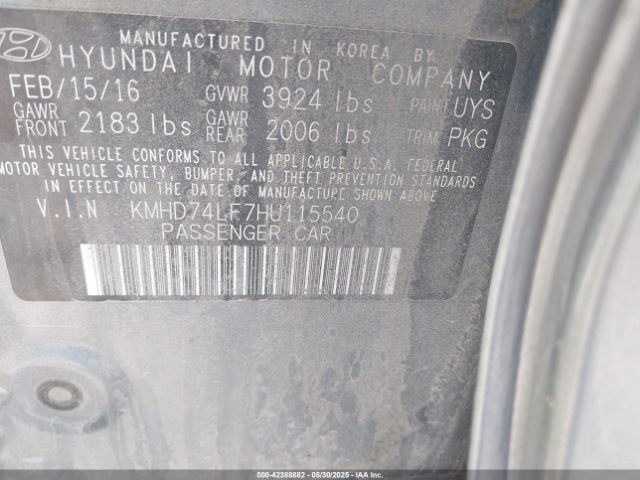 MANUFACTURED IN KOREA BY
HYUNDAI MOTOR COMPANY
FEB/15/16 GVWR 3924 lbs PAINT UYS
GAWR FRONT 2183 lbs GAWR REAR 2006 lbs TRIM PKG
THIS VEHICLE CONFORMS TO ALL APPLICABLE U.S.A. FEDERAL
MOTOR VEHICLE SAFETY, BUMPER, AND THEFT PREVENTION STANDARDS
IN EFFECT ON THE DATE OF MANUFACTURE SHOWN ABOVE.
V.I.N KMHD74LF7HU115540
PASSENGER CAR
000-42388882 — 05/30/2025 — IAAI.COM